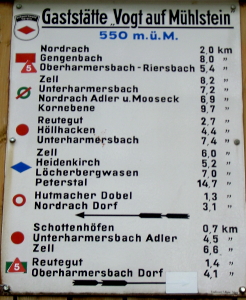 Gaststätte „Vogt auf Mühlstein"
550 m.ü.M.
Nordrach 2,0 km
Gengenbach 8,0 "
5 Oberharmersbach-Riersbach 5,4 "
Zell 8,2 "
Unterharmersbach 7,2 "
Nordrach Adler u. Mooseck 6,9 "
Kornebene 9,7 "
Reutegut 2,7 "
Höllhacken 4,4 "
Unterharmersbach 7,4 "
Zell 6,0 "
Heidenkirch 5,2 "
Löcherbergwasen 7,0 "
Peterstal 14,7 "
Hutmacher Dobel 1,3 "
Nordrach Dorf 3,1 "
Schottenhöfen 0,7 km
Unterharmersbach Adler 4,5 "
Zell 6,6 "
5 Reutegut 1,4 "
Oberharmersbach Dorf 4,1 "